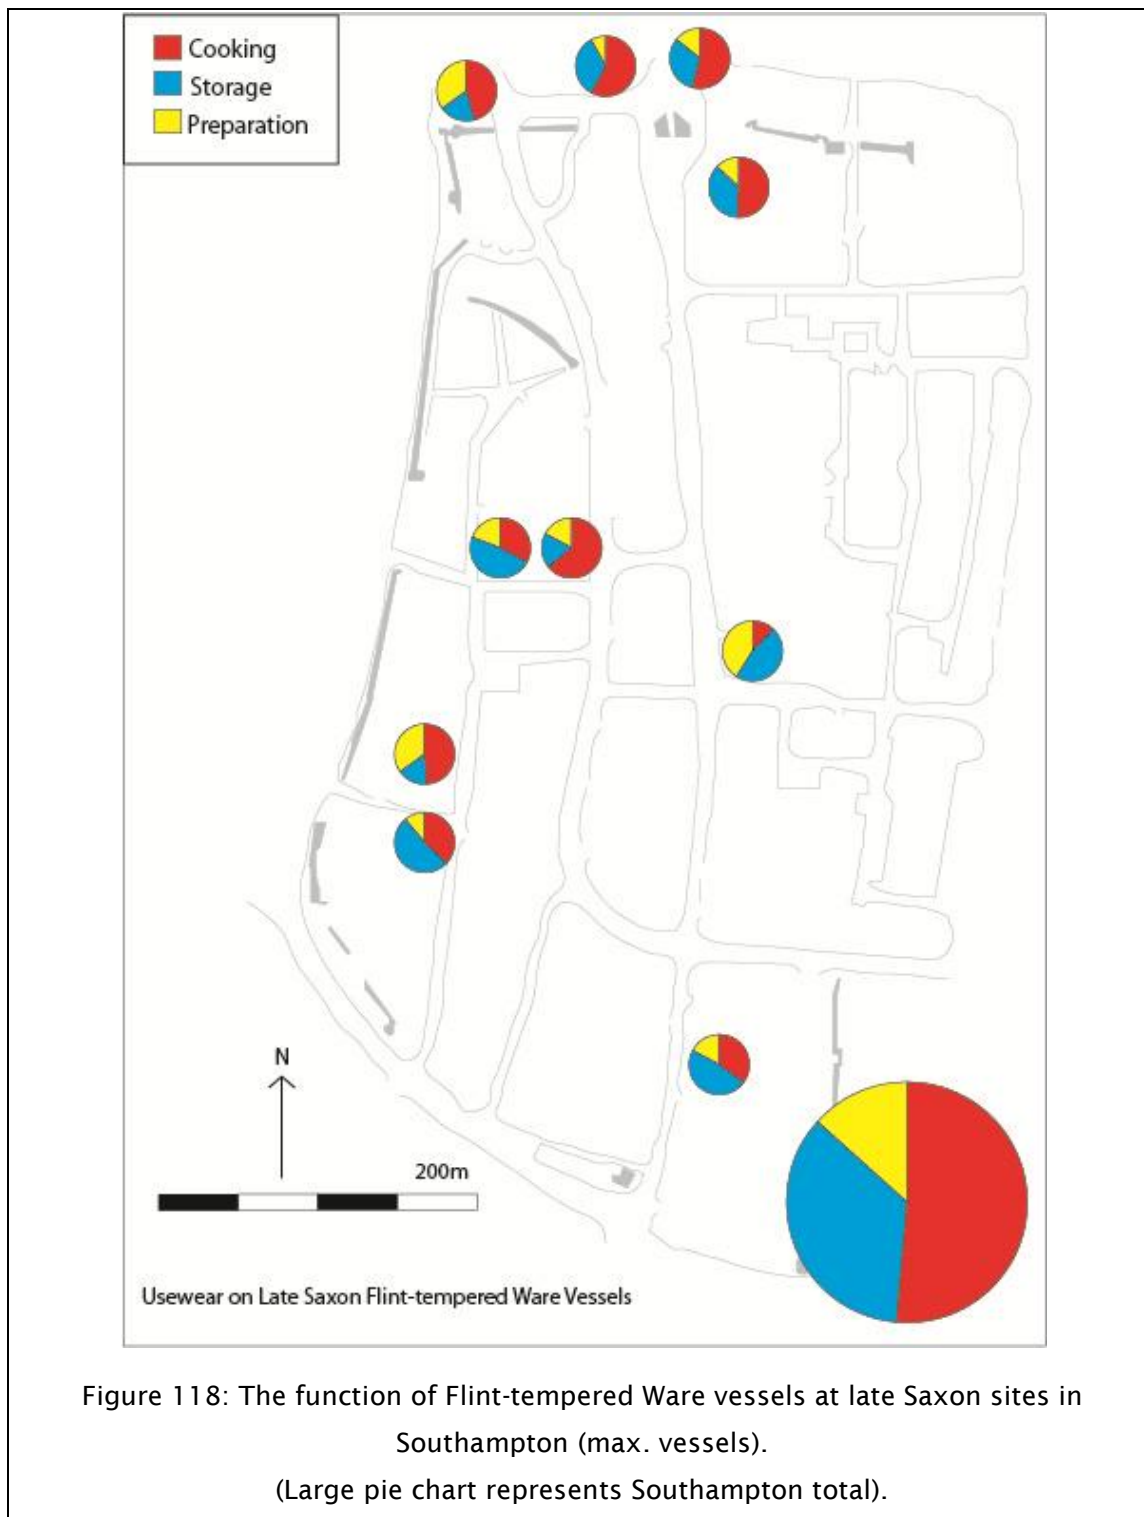 Cooking
Storage
Preparation
N
200m
Usewear on Late Saxon Flint-tempered Ware Vessels
Figure 118: The function of Flint-tempered Ware vessels at late Saxon sites in
Southampton (max. vessels).
(Large pie chart represents Southampton total).